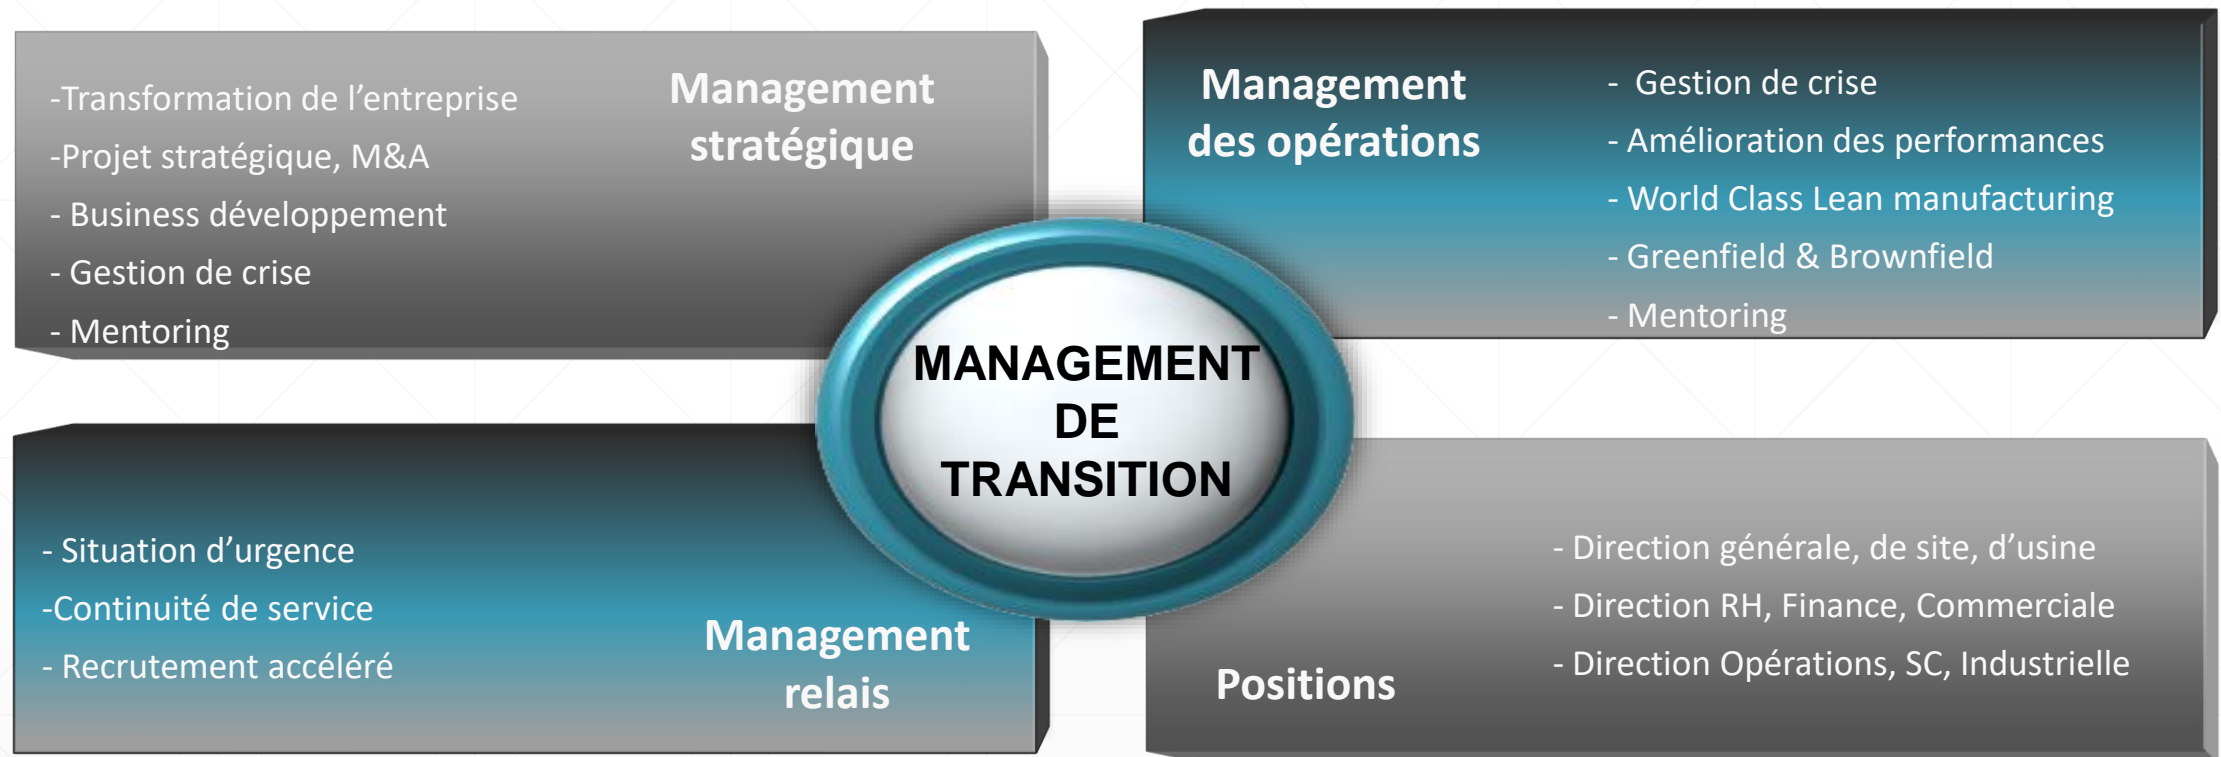 -Transformation de l’entreprise
-Projet stratégique, M&A
- Business développement
- Gestion de crise
- Mentoring
Management
stratégique
Management
des opérations
- Gestion de crise
- Amélioration des performances
- World Class Lean manufacturing
- Greenfield & Brownfield
- Mentoring
MANAGEMENT
DE
TRANSITION
- Situation d’urgence
-Continuité de service
- Recrutement accéléré
Management
relais
Positions
- Direction générale, de site, d’usine
- Direction RH, Finance, Commerciale
- Direction Opérations, SC, Industrielle